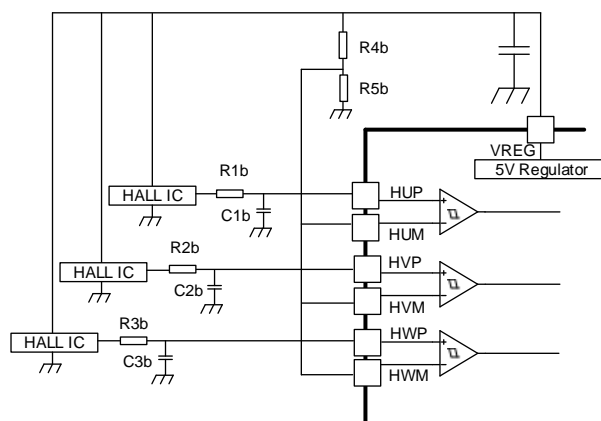 R4b
R5b
VREG
5V Regulator
R1b
HALL IC
C1b
HUP
HUM
R2b
HALL IC
C2b
HVP
HVM
R3b
HALL IC
C3b
HWP
HWM
+
-
+
-
+
-